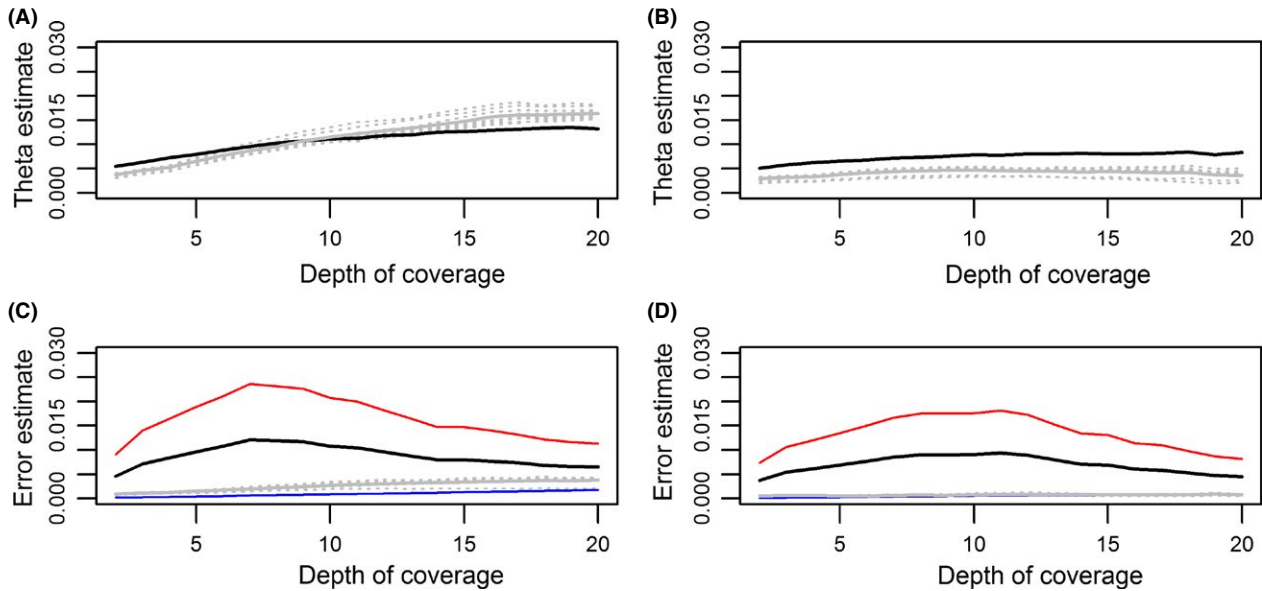 (A)
Theta estimate
0.000 0.015 0.030
5 10 15 20
Depth of coverage
(B)
Theta estimate
0.000 0.015 0.030
5 10 15 20
Depth of coverage
(C)
Error estimate
0.000 0.015 0.030
5 10 15 20
Depth of coverage
(D)
Error estimate
0.000 0.015 0.030
5 10 15 20
Depth of coverage